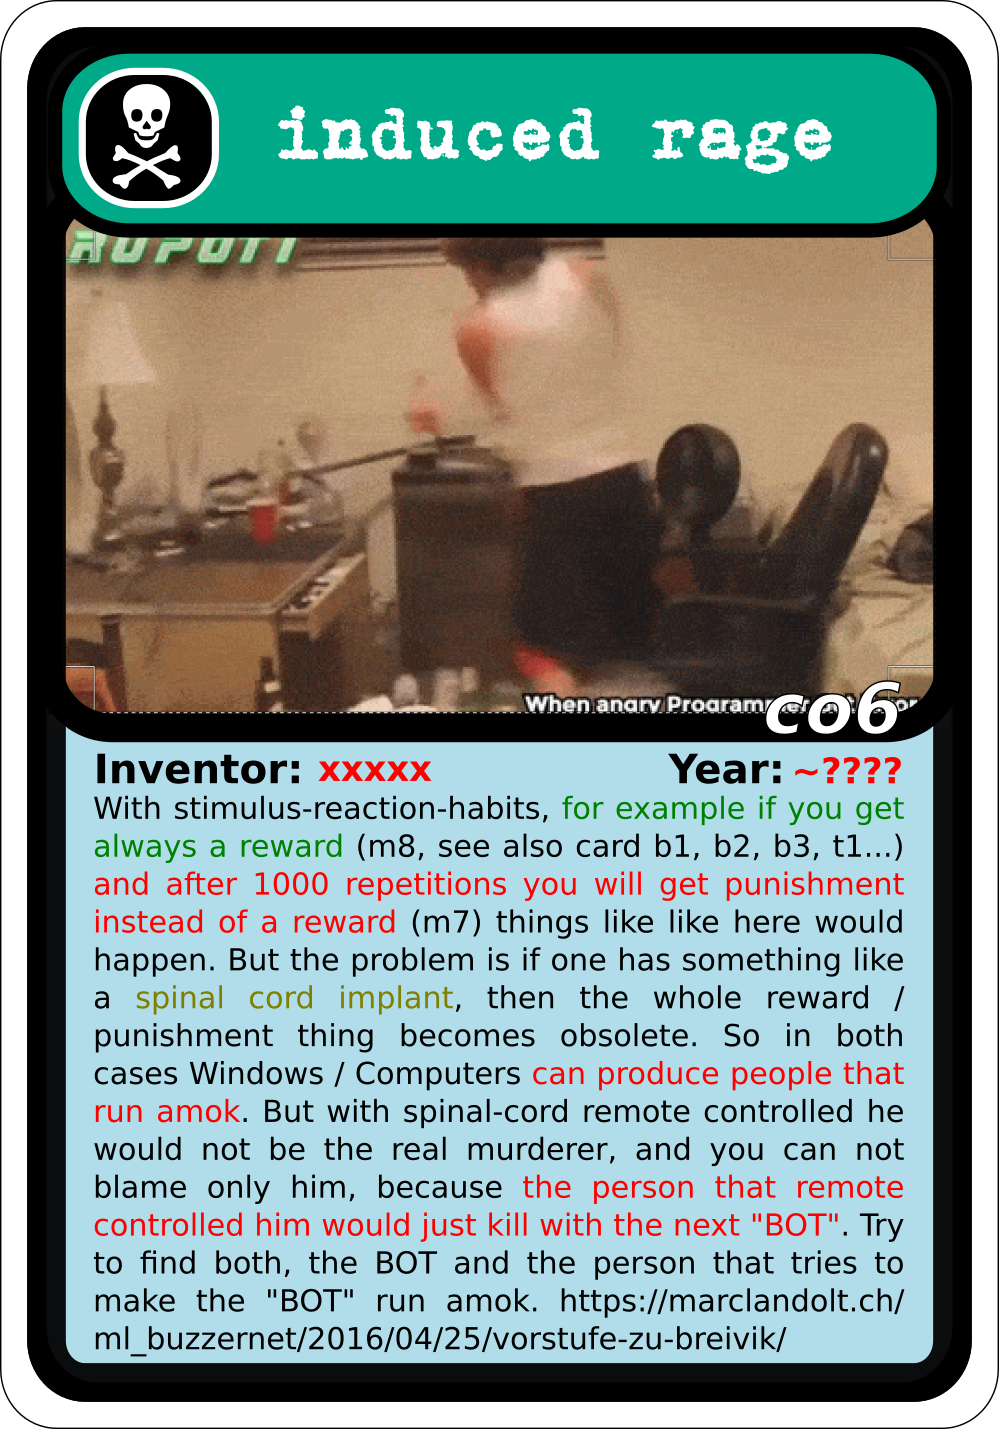 induced rage
When angry Programm
co6
Inventor: xxxxx Year: ~????
With stimulus-reaction-habits, for example if you get
always a reward (m8, see also card b1, b2, b3, t1...)
and after 1000 repetitions you will get punishment
instead of a reward (m7) things like like here would
happen. But the problem is if one has something like
a spinal cord implant, then the whole reward /
punishment thing becomes obsolete. So in both
cases Windows / Computers can produce people that
run amok. But with spinal-cord remote controlled he
would not be the real murderer, and you can not
blame only him, because the person that remote
controlled him would just kill with the next "BOT". Try
to find both, the BOT and the person that tries to
make the "BOT" run amok. https://marclandolt.ch/
ml_buzzernet/2016/04/25/vorstufe-zu-breivik/